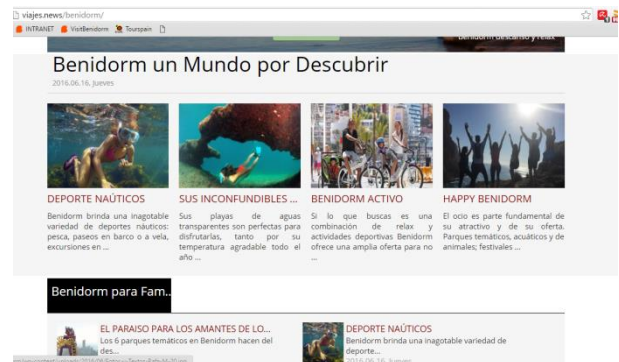 viajes.news/benidorm/
INTRANET VisitBenidorm Tourspain
benidorm descanso y relax
Benidorm un Mundo por Descubrir
2016.06.16, Jueves
DEPORTE NAÚTICOS
Benidorm brinda una inagotable
variedad de deportes náuticos:
pesca, paseos en barco o a vela,
excursiones en ...
SUS INCONFUNDIBLES ...
Sus playas de aguas
transparentes son perfectas para
disfrutarlas, tanto por su
temperatura agradable todo el
año ...
BENIDORM ACTIVO
Si lo que buscas es una
combinación de relax y
actividades deportivas Benidorm
ofrece una amplia oferta para no
...
HAPPY BENIDORM
El ocio es parte fundamental de
su atractivo y de su oferta.
Parques temáticos, acuáticos y de
animales; festivales ...
Benidorm para Fam..
EL PARAISO PARA LOS AMANTES DE LO...
Los 6 parques temáticos en Benidorm hacen del
des...
DEPORTE NAÚTICOS
Benidorm brinda una inagotable variedad de
deporte...
2016.06.16, Jueves